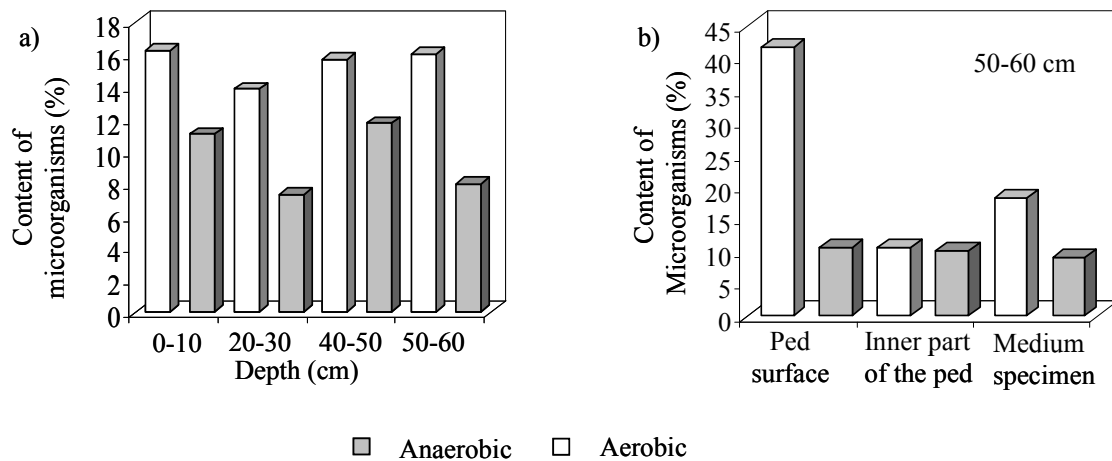 a)
Content of
microorganisms (%)
18
16
14
12
10
8
6
4
2
0
0-10 20-30 40-50 50-60
Depth (cm)
b)
50-60 cm
Content of
Microorganisms (%)
45
40
35
30
25
20
15
10
5
0
Ped Inner part Medium
surface of the ped specimen
Anaerobic Aerobic